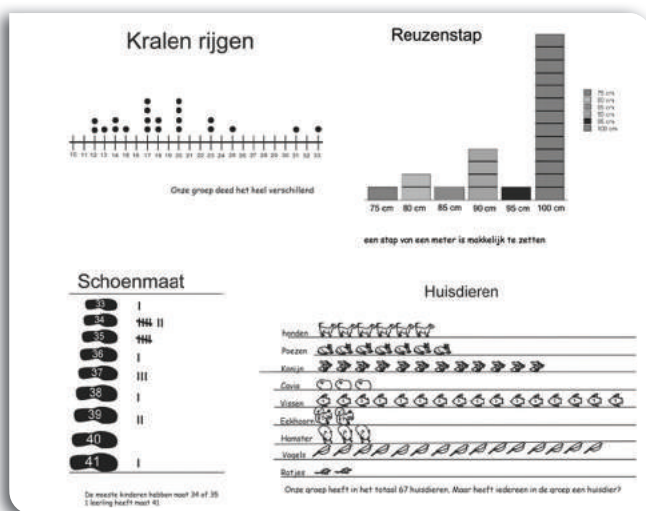 Kralen rijgen
10 11 12 13 14 15 16 17 18 19 20 21 22 23 24 25 26 27 28 29 30 31 32 33
Onze groep deed het heel verschillend
Reuzenstap
75 cm
80 cm
85 cm
90 cm
95 cm
100 cm
75 cm 80 cm 85 cm 90 cm 95 cm 100 cm
een stap van een meter is makkelijk te zetten
Schoenmaat
33
34
35
36
37
38
39
40
41
De meeste kinderen hebben maat 34 of 35
1 leerling heeft maat 41
Huisdieren
honden
Poezen
Konijn
Cavia
Vissen
Eekhoorn
Hamster
Vogels
Ratjes
Onze groep heeft in het totaal 67 huisdieren. Maar heeft iedereen in de groep een huisdier?